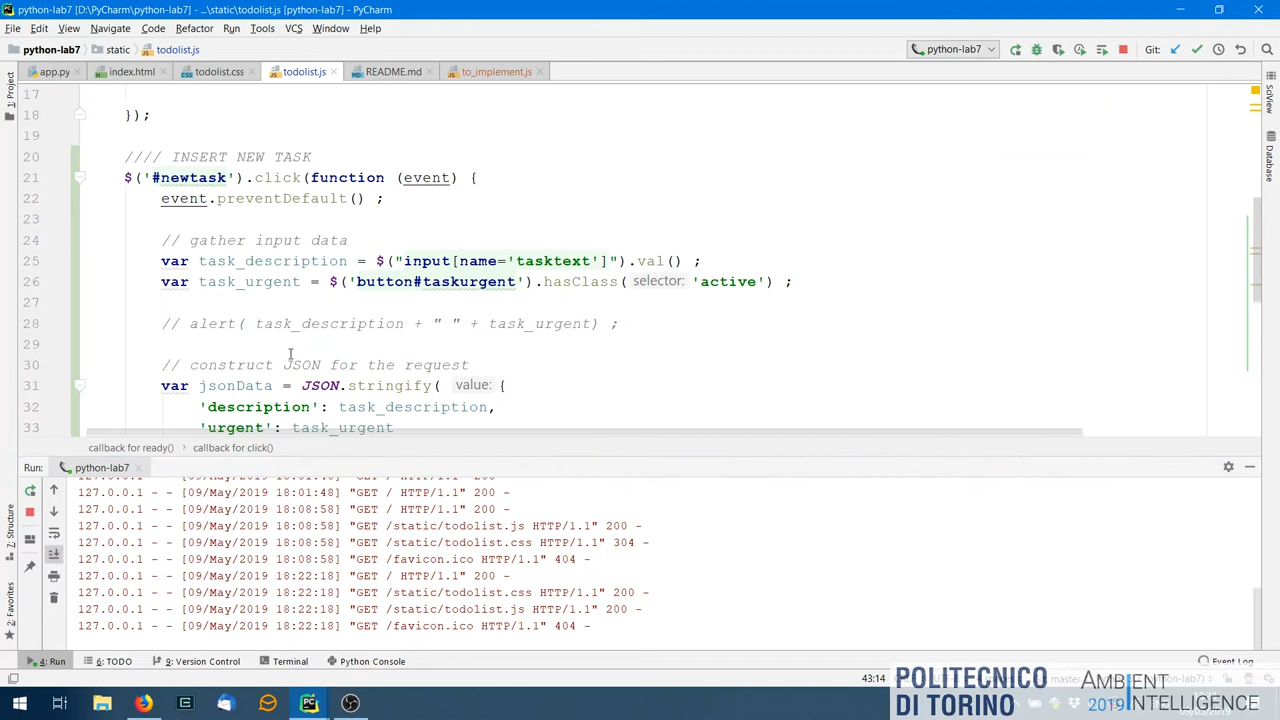 python-lab7 [D:\PyCharm\python-lab7] - ...\static\todolist.js [python-lab7] - PyCharm
File Edit View Navigate Code Refactor Run Tools VCS Window Help
python-lab7 static todolist.js python-lab7 Git:
app.py index.html todolist.css todolist.js README.md to_implement.js
1: Project
SciView
Database
17
18 });
19
20 //// INSERT NEW TASK
21 $('#newtask').click(function (event) {
22 event.preventDefault() ;
23
24 // gather input data
25 var task_description = $("input[name='tasktext']").val() ;
26 var task_urgent = $('button#taskurgent').hasClass( selector: 'active') ;
27
28 // alert( task_description + " " + task_urgent) ;
29
30 // construct JSON for the request
31 var jsonData = JSON.stringify( value: {
32 'description': task_description,
33 'urgent': task_urgent
callback for ready() callback for click()
Run: python-lab7
127.0.0.1 - - [09/May/2019 18:01:48] "GET / HTTP/1.1" 200 -
127.0.0.1 - - [09/May/2019 18:08:58] "GET / HTTP/1.1" 200 -
127.0.0.1 - - [09/May/2019 18:08:58] "GET /static/todolist.js HTTP/1.1" 200 -
127.0.0.1 - - [09/May/2019 18:08:58] "GET /static/todolist.css HTTP/1.1" 304 -
127.0.0.1 - - [09/May/2019 18:08:58] "GET /favicon.ico HTTP/1.1" 404 -
127.0.0.1 - - [09/May/2019 18:22:18] "GET / HTTP/1.1" 200 -
127.0.0.1 - - [09/May/2019 18:22:18] "GET /static/todolist.css HTTP/1.1" 200 -
127.0.0.1 - - [09/May/2019 18:22:18] "GET /static/todolist.js HTTP/1.1" 200 -
127.0.0.1 - - [09/May/2019 18:22:18] "GET /favicon.ico HTTP/1.1" 404 -
7: Structure
2: Favorites
4: Run 6: TODO 9: Version Control Terminal Python Console Event Log
43:14
POLITECNICO
DI TORINO
AMBIENT
2019 INTELLIGENCE